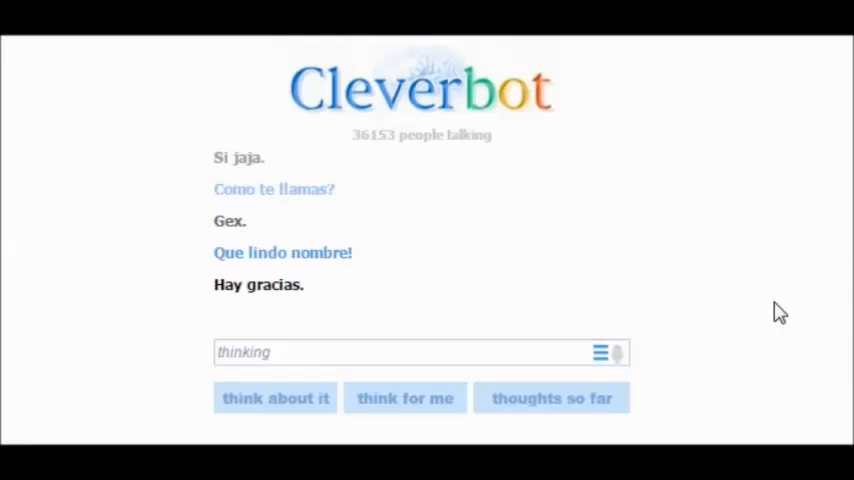 Cleverbot
36153 people talking
Si jaja.
Como te llamas?
Gex.
Que lindo nombre!
Hay gracias.
thinking
think about it think for me thoughts so far